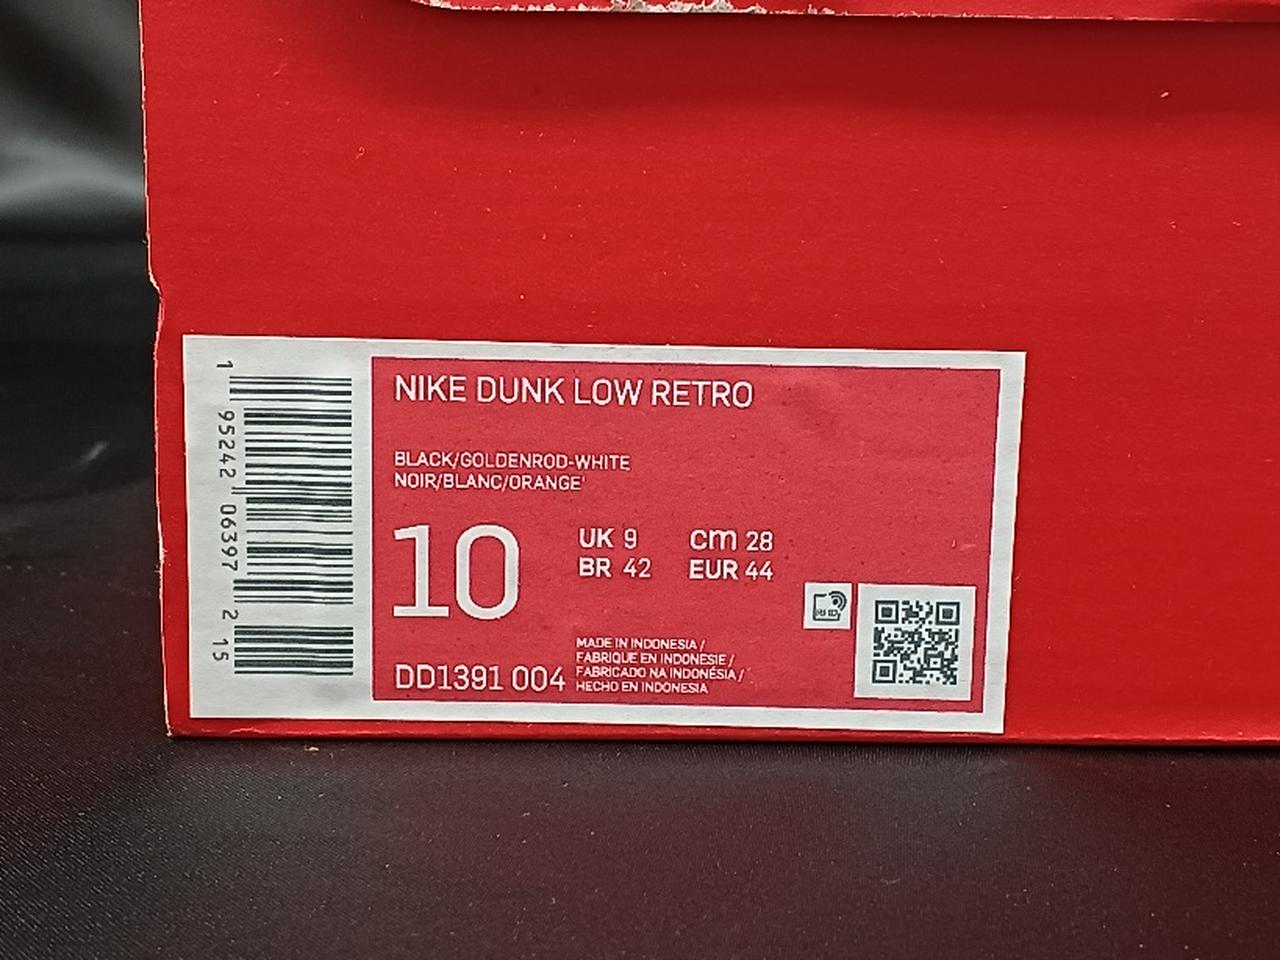 NIKE DUNK LOW RETRO
BLACK/GOLDENROD-WHITE
NOIR/BLANC/ORANGE
10
UK 9
cm 28
BR 42
EUR 44
MADE IN INDONESIA /
FABRIQUE EN INDONESIE /
FABRICADO NA INDONÉSIA /
HECHO EN INDONESIA
DD1391 004
1 95242 06397 2 15